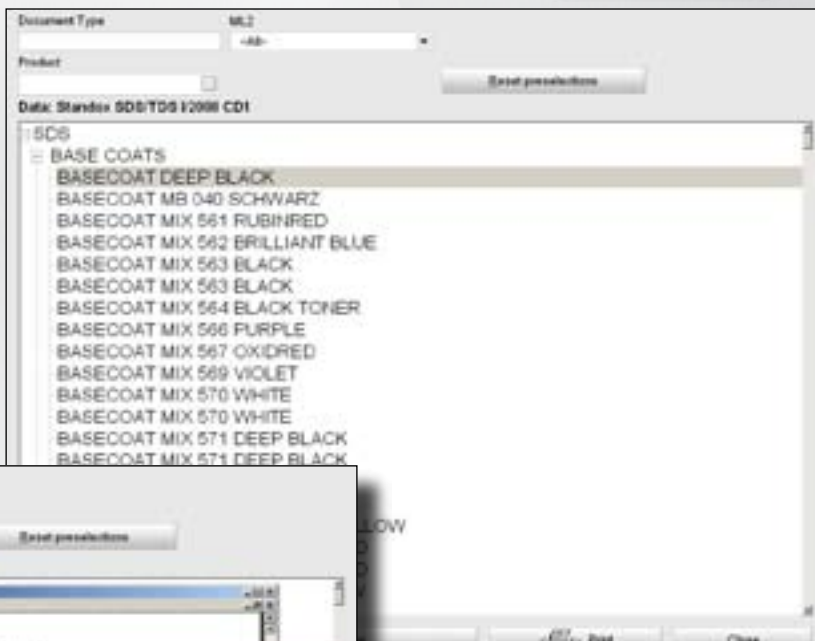 Document Type ML2
-All-
Product
Reset preselections
Data: Standox SDS/TDS I/2008 CD1
SDS
BASE COATS
BASECOAT DEEP BLACK
BASECOAT MB 040 SCHWARZ
BASECOAT MIX 561 RUBINRED
BASECOAT MIX 562 BRILLIANT BLUE
BASECOAT MIX 563 BLACK
BASECOAT MIX 563 BLACK
BASECOAT MIX 564 BLACK TONER
BASECOAT MIX 566 PURPLE
BASECOAT MIX 567 OXIDRED
BASECOAT MIX 569 VIOLET
BASECOAT MIX 570 WHITE
BASECOAT MIX 570 WHITE
BASECOAT MIX 571 DEEP BLACK
BASECOAT MIX 571 DEEP BLACK
LOW
Reset preselections
Print Close